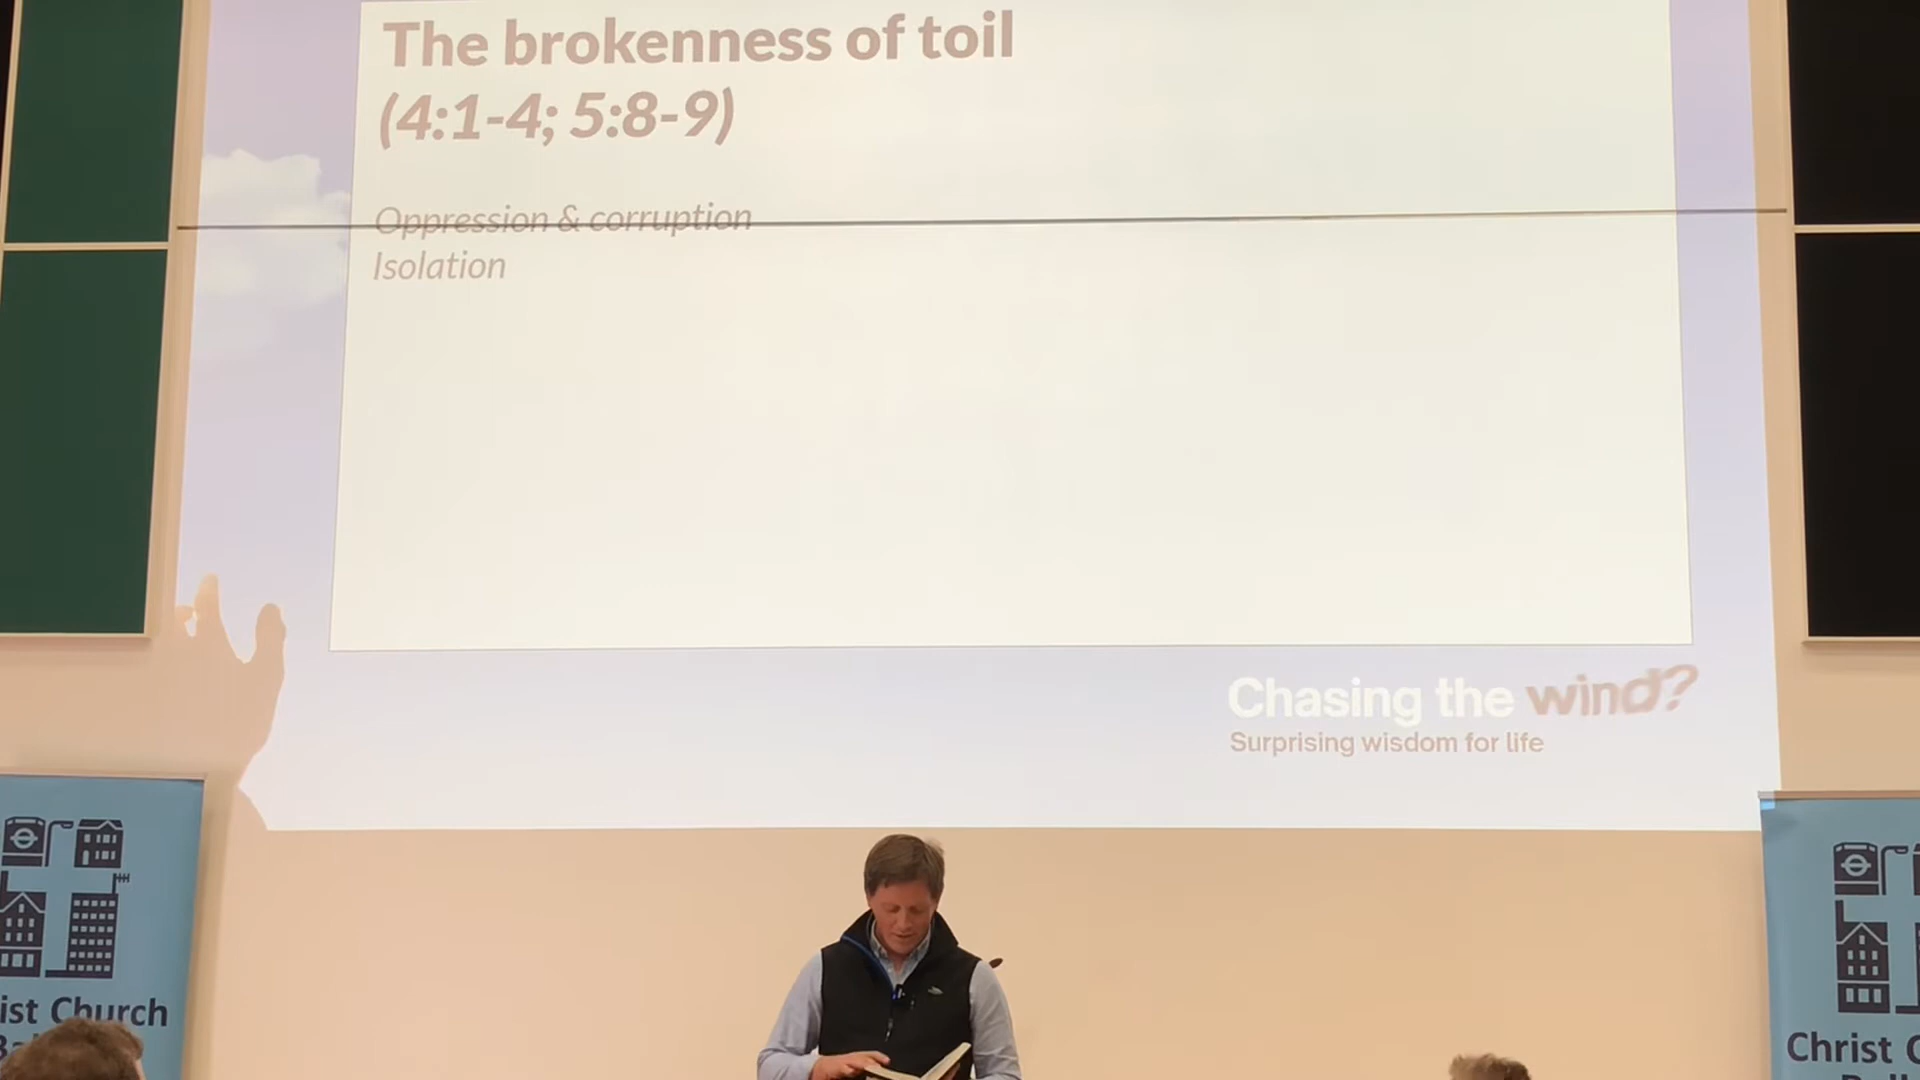 The brokenness of toil
(4:1-4; 5:8-9)
Oppression & corruption
Isolation
Chasing the wind?
Surprising wisdom for life
ist Church
Christ C